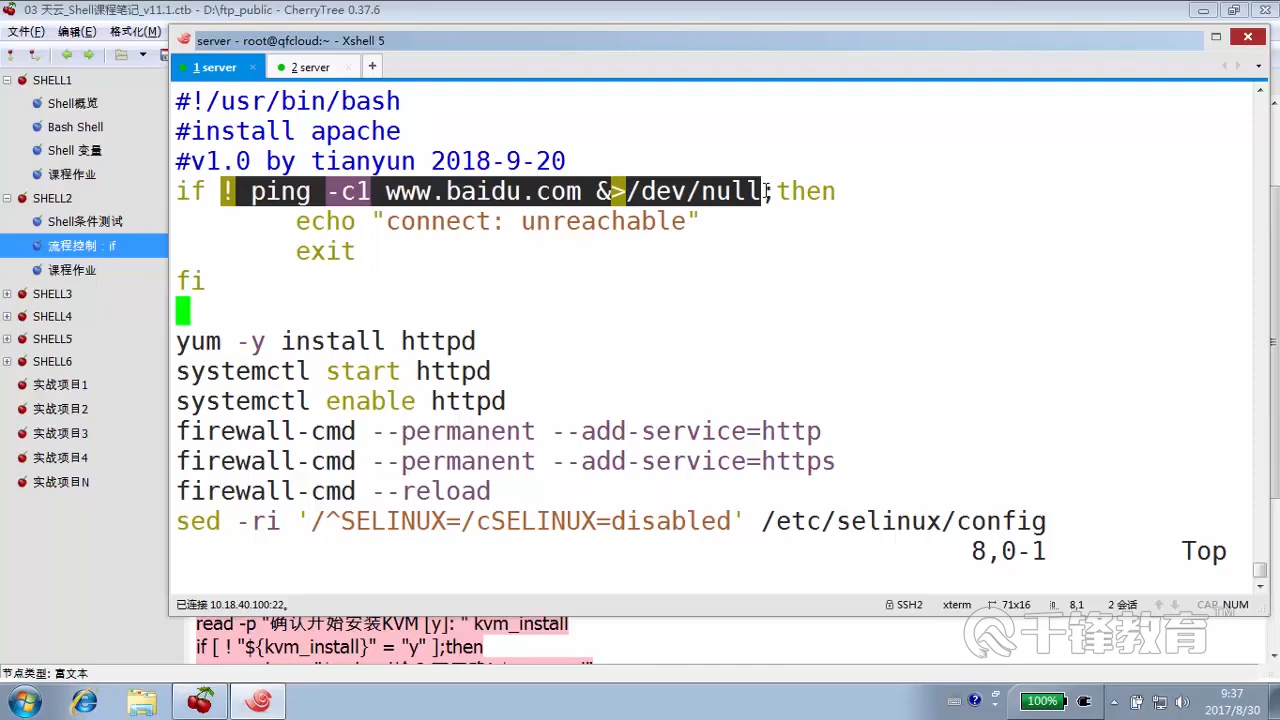 03 天云_Shell课程笔记_v11.1.ctb - D:\ftp_public - CherryTree 0.37.6
文件(F) 编辑(E) 格式化(M)
server - root@qfcloud:~ - Xshell 5
1 server
2 server
+
SHELL1
Shell概览
Bash Shell
Shell 变量
课程作业
SHELL2
Shell条件测试
流程控制：if
课程作业
SHELL3
SHELL4
SHELL5
SHELL6
实战项目1
实战项目2
实战项目3
实战项目4
实战项目N
#!/usr/bin/bash
#install apache
#v1.0 by tianyun 2018-9-20
if ! ping -c1 www.baidu.com &>/dev/null;then
echo "connect: unreachable"
exit
fi
yum -y install httpd
systemctl start httpd
systemctl enable httpd
firewall-cmd --permanent --add-service=http
firewall-cmd --permanent --add-service=https
firewall-cmd --reload
sed -ri '/^SELINUX=/cSELINUX=disabled' /etc/selinux/config
8,0-1 Top
已连接 10.18.40.100:22。
SSH2 xterm 71x16 8,1 2 会话 CAP NUM
read -p "确认开始安装KVM [y]: " kvm_install
if [ ! "${kvm_install}" = "y" ];then
千锋教育 TM
节点类型: 富文本
100%
9:37
2017/8/30